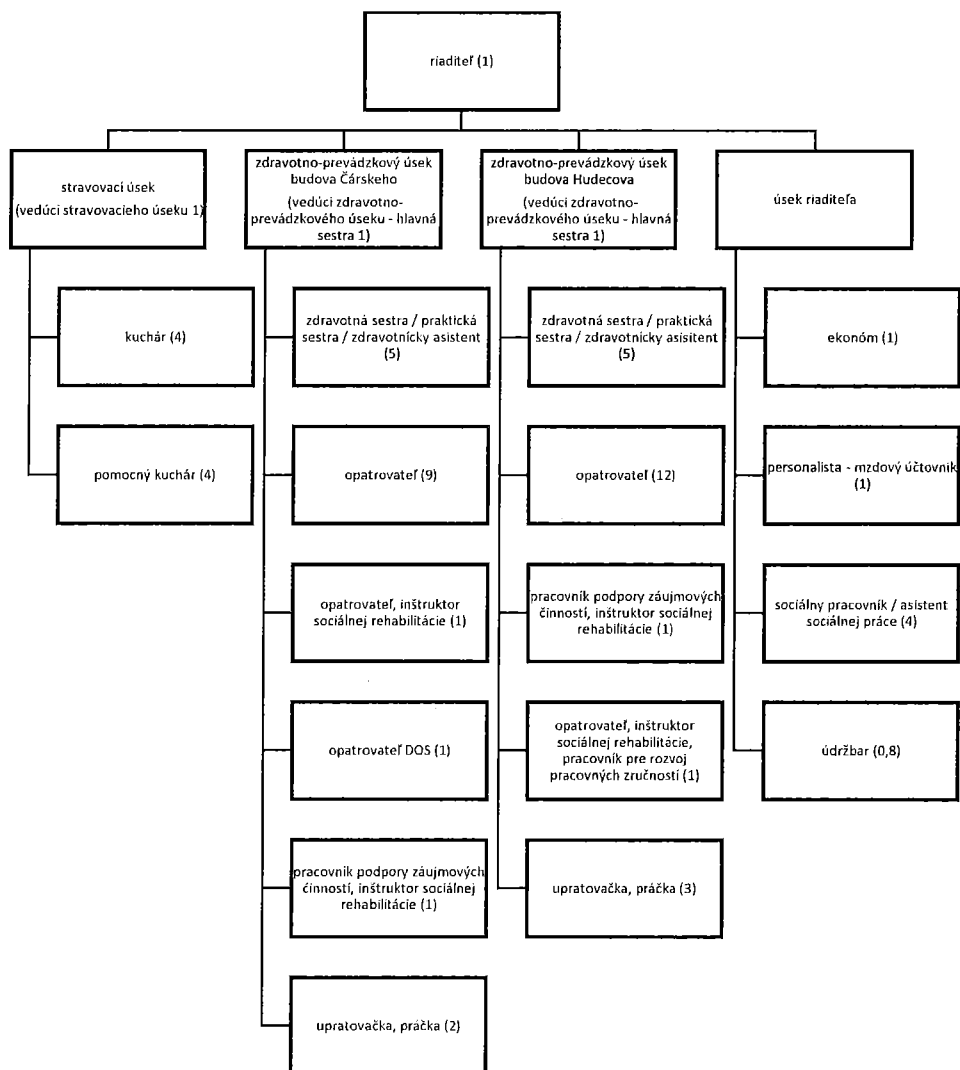 riaditeľ (1)
stravovací úsek
(vedúci stravovacieho úseku 1)
kuchár (4)
pomocný kuchár (4)
zdravotno-prevádzkový úsek
budova Čárskeho
(vedúci zdravotno-
prevádzkového úseku - hlavná
sestra 1)
zdravotná sestra / praktická
sestra / zdravotnícky asistent
(5)
opatrovateľ (9)
opatrovateľ, inštruktor
sociálnej rehabilitácie (1)
opatrovateľ DOS (1)
pracovník podpory záujmových
činností, inštruktor sociálnej
rehabilitácie (1)
upratovačka, práčka (2)
zdravotno-prevádzkový úsek
budova Hudecova
(vedúci zdravotno-
prevádzkového úseku - hlavná
sestra 1)
zdravotná sestra / praktická
sestra / zdravotnícky asisitent
(5)
opatrovateľ (12)
pracovník podpory záujmových
činností, inštruktor sociálnej
rehabilitácie (1)
opatrovateľ, inštruktor
sociálnej rehabilitácie,
pracovník pre rozvoj
pracovných zručností (1)
upratovačka, práčka (3)
úsek riaditeľa
ekonóm (1)
personalista - mzdový účtovník
(1)
sociálny pracovník / asistent
sociálnej práce (4)
údržbar (0,8)